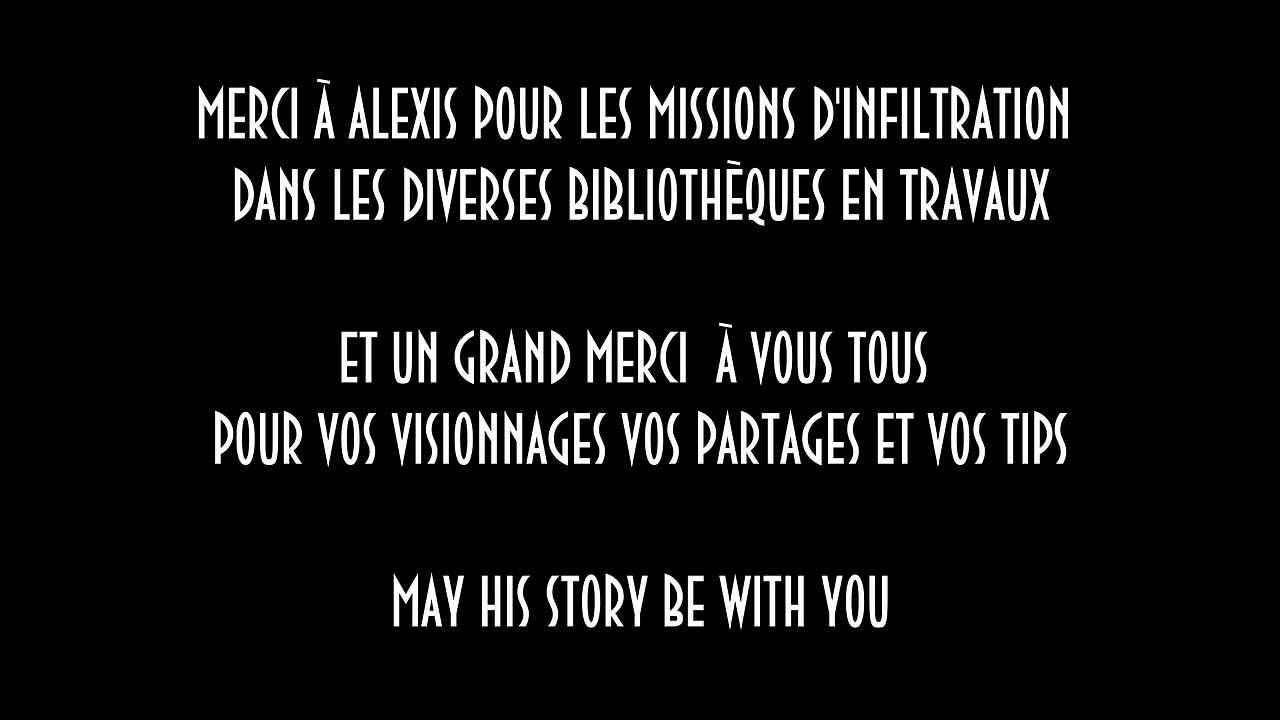 MERCI À ALEXIS POUR LES MISSIONS D'INFILTRATION
DANS LES DIVERSES BIBLIOTHÈQUES EN TRAVAUX
ET UN GRAND MERCI À VOUS TOUS
POUR VOS VISIONNAGES VOS PARTAGES ET VOS TIPS
MAY HIS STORY BE WITH YOU